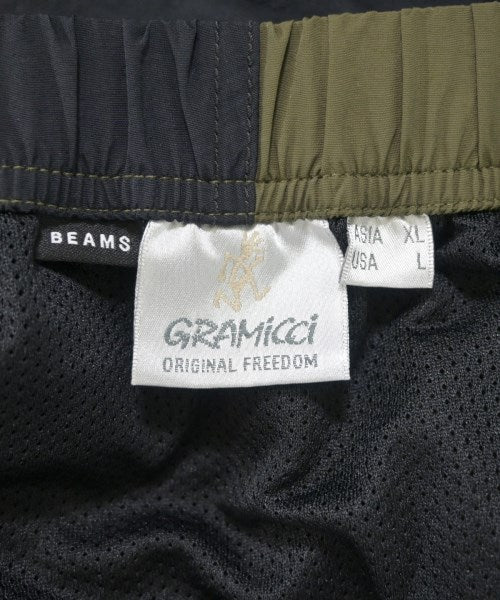 BEAMS
GRAMiCCi
ORIGINAL FREEDOM
ASIA XL
USA L